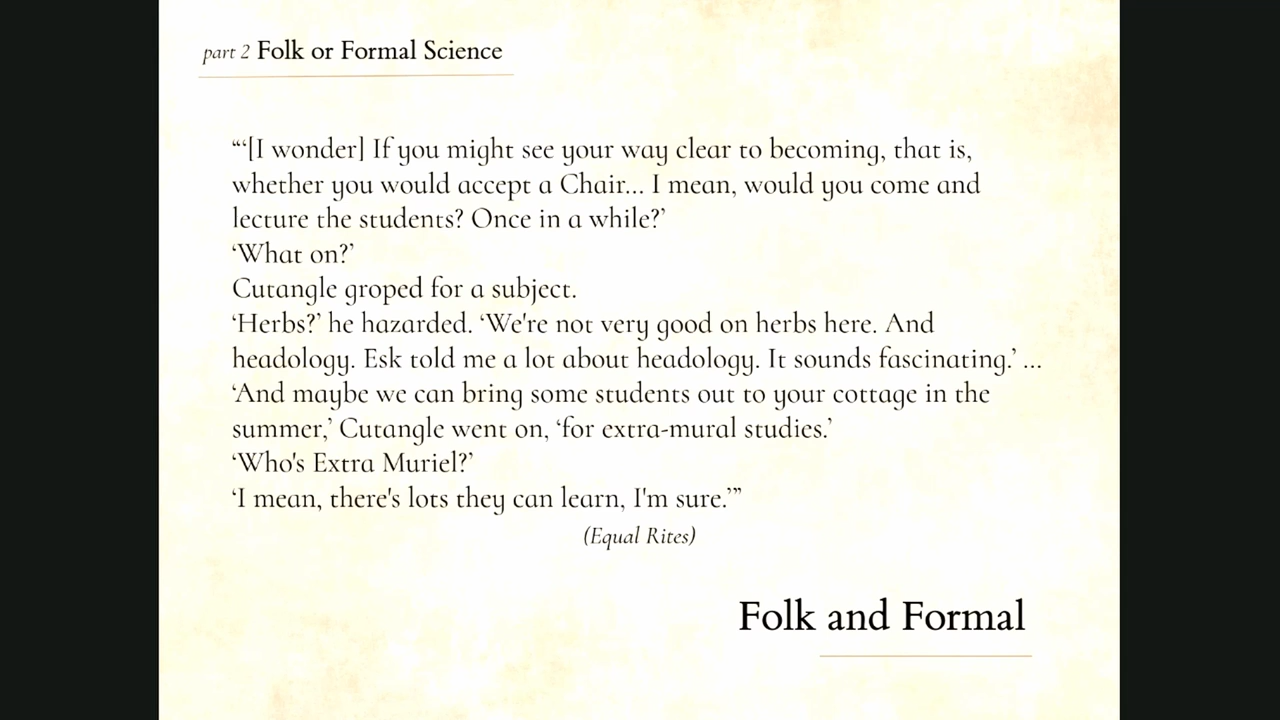 part 2 Folk or Formal Science
“‘[I wonder] If you might see your way clear to becoming, that is,
whether you would accept a Chair... I mean, would you come and
lecture the students? Once in a while?’
‘What on?’
Cutangle groped for a subject.
‘Herbs?’ he hazarded. ‘We're not very good on herbs here. And
headology. Esk told me a lot about headology. It sounds fascinating.’ ...
‘And maybe we can bring some students out to your cottage in the
summer,’ Cutangle went on, ‘for extra-mural studies.’
‘Who's Extra Muriel?’
‘I mean, there's lots they can learn, I'm sure.’”
(Equal Rites)
Folk and Formal